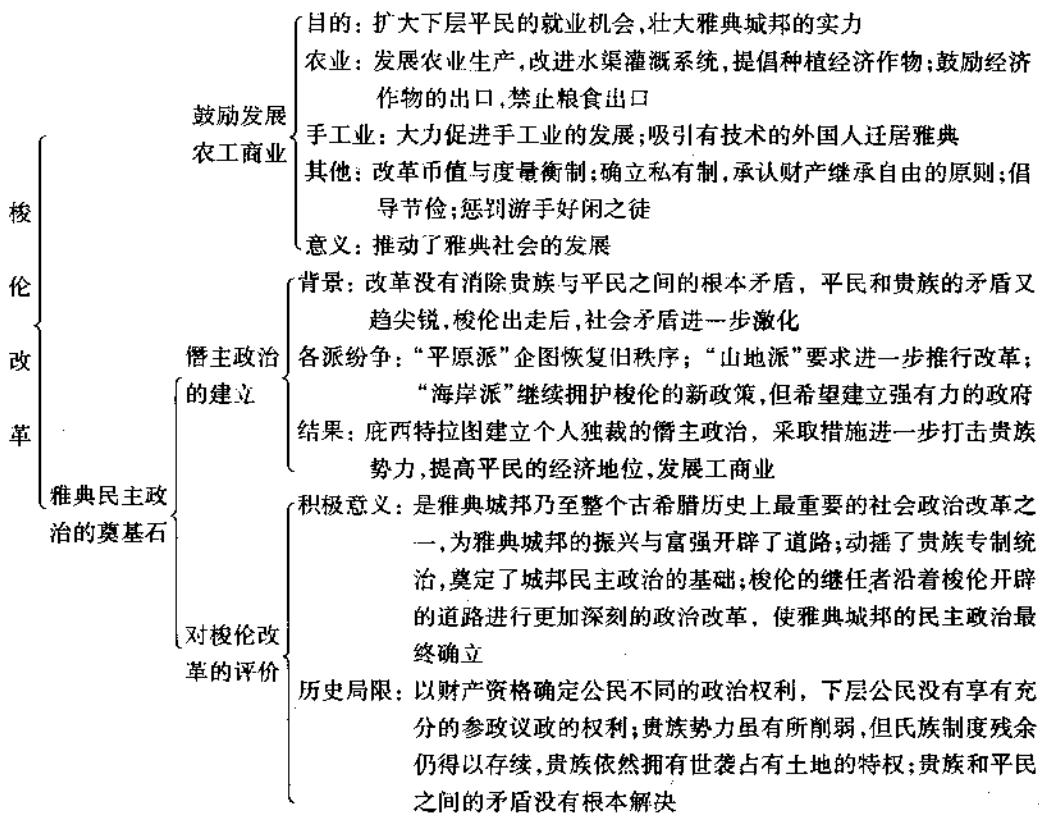 梭伦改革
鼓励发展
农工商业
目的：扩大下层平民的就业机会,壮大雅典城邦的实力
农业：发展农业生产,改进水渠灌溉系统,提倡种植经济作物;鼓励经济
作物的出口,禁止粮食出口
手工业：大力促进手工业的发展;吸引有技术的外国人迁居雅典
其他：改革币值与度量衡制;确立私有制,承认财产继承自由的原则;倡
导节俭;惩罚游手好闲之徒
意义：推动了雅典社会的发展
雅典民主政
治的奠基石
僭主政治
的建立
背景：改革没有消除贵族与平民之间的根本矛盾，平民和贵族的矛盾又
趋尖锐,梭伦出走后,社会矛盾进一步激化
各派纷争：“平原派”企图恢复旧秩序；“山地派”要求进一步推行改革；
“海岸派”继续拥护梭伦的新政策,但希望建立强有力的政府
结果：庇西特拉图建立个人独裁的僭主政治，采取措施进一步打击贵族
势力,提高平民的经济地位,发展工商业
对梭伦改
革的评价
积极意义：是雅典城邦乃至整个古希腊历史上最重要的社会政治改革之
一,为雅典城邦的振兴与富强开辟了道路;动摇了贵族专制统
治,奠定了城邦民主政治的基础;梭伦的继任者沿着梭伦开辟
的道路进行更加深刻的政治改革，使雅典城邦的民主政治最
终确立
历史局限：以财产资格确定公民不同的政治权利，下层公民没有享有充
分的参政议政的权利;贵族势力虽有所削弱,但氏族制度残余
仍得以存续,贵族依然拥有世袭占有土地的特权;贵族和平民
之间的矛盾没有根本解决